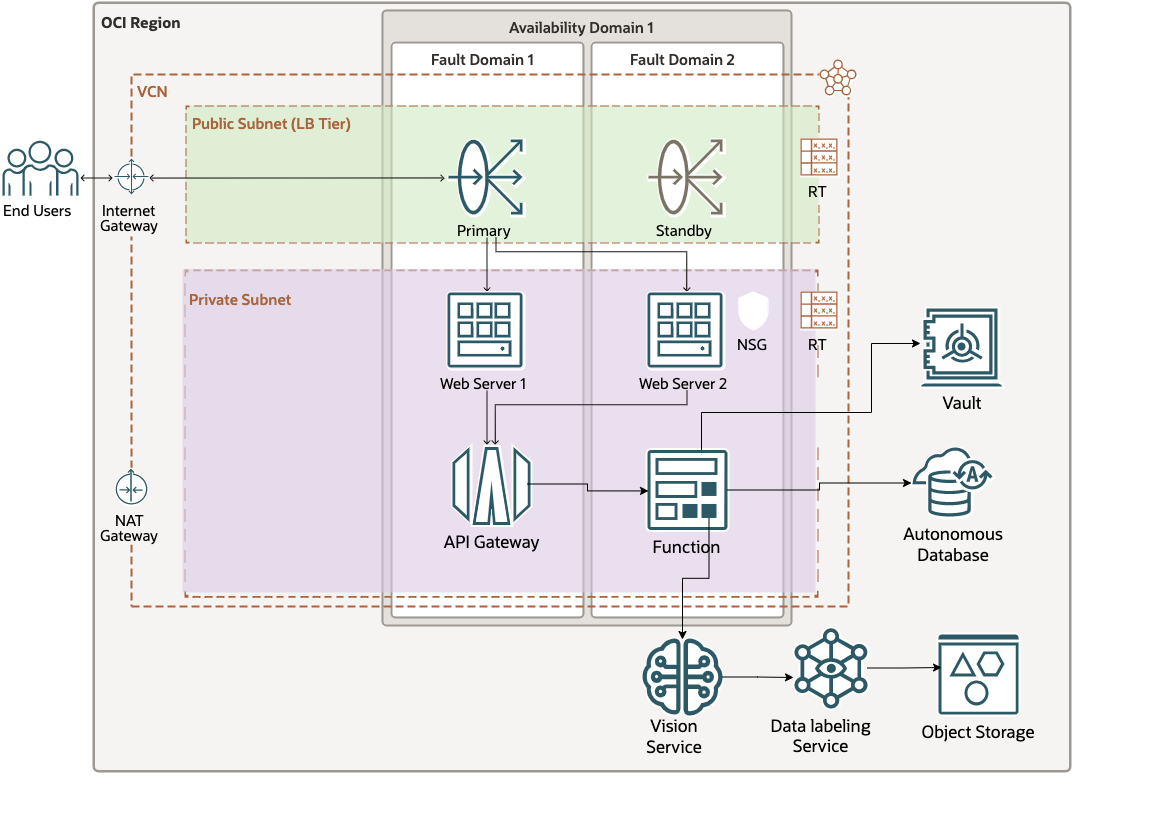 OCI Region
Availability Domain 1
Fault Domain 1
Fault Domain 2
VCN
Public Subnet (LB Tier)
RT
End Users
Internet
Gateway
Primary
Standby
Private Subnet
NSG
RT
Web Server 1
Web Server 2
Vault
NAT
Gateway
API Gateway
Function
A
Autonomous
Database
Vision
Service
Data labeling
Service
Object Storage